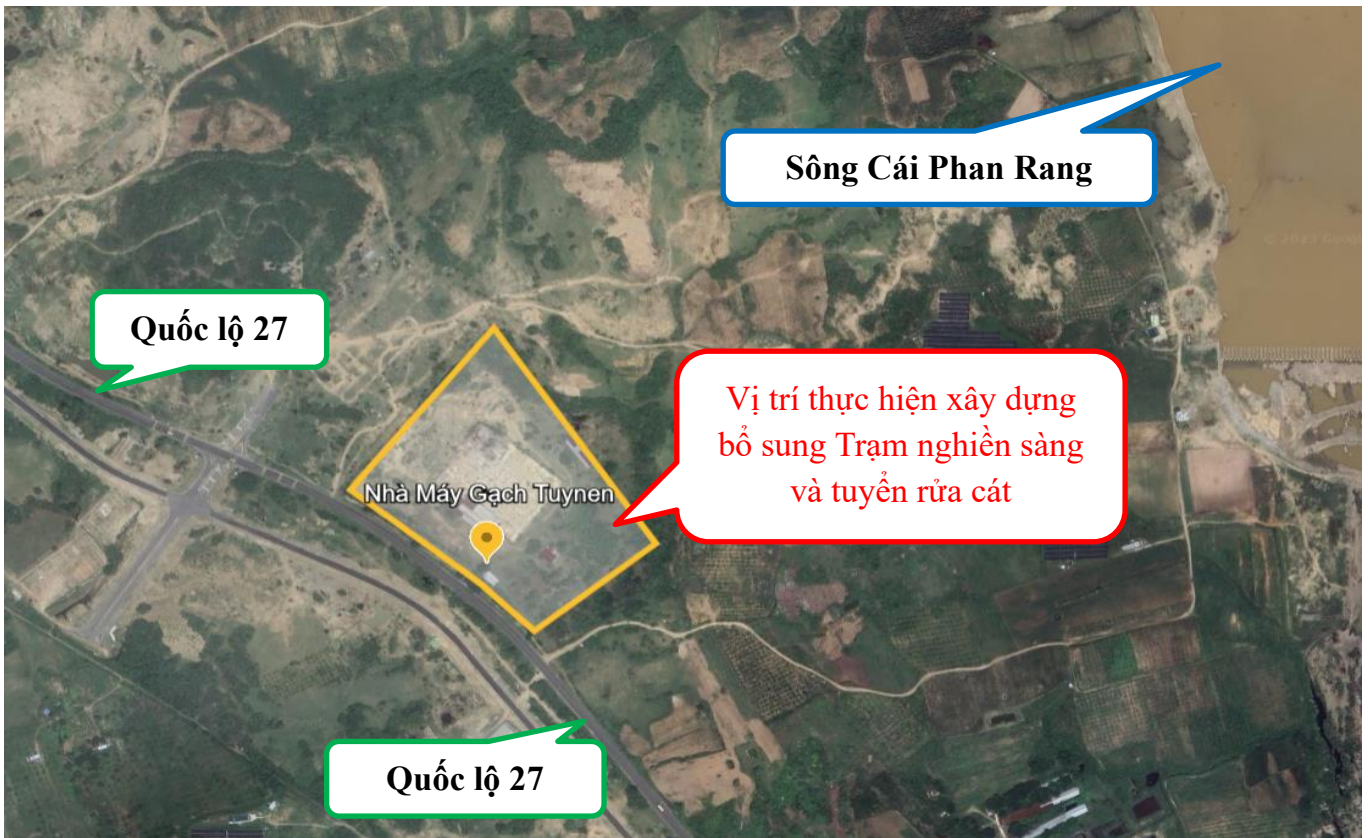 Sông Cái Phan Rang
Quốc lộ 27
Vị trí thực hiện xây dựng
bổ sung Trạm nghiền sàng
và tuyển rửa cát
Nhà Máy Gạch Tuynen
Quốc lộ 27